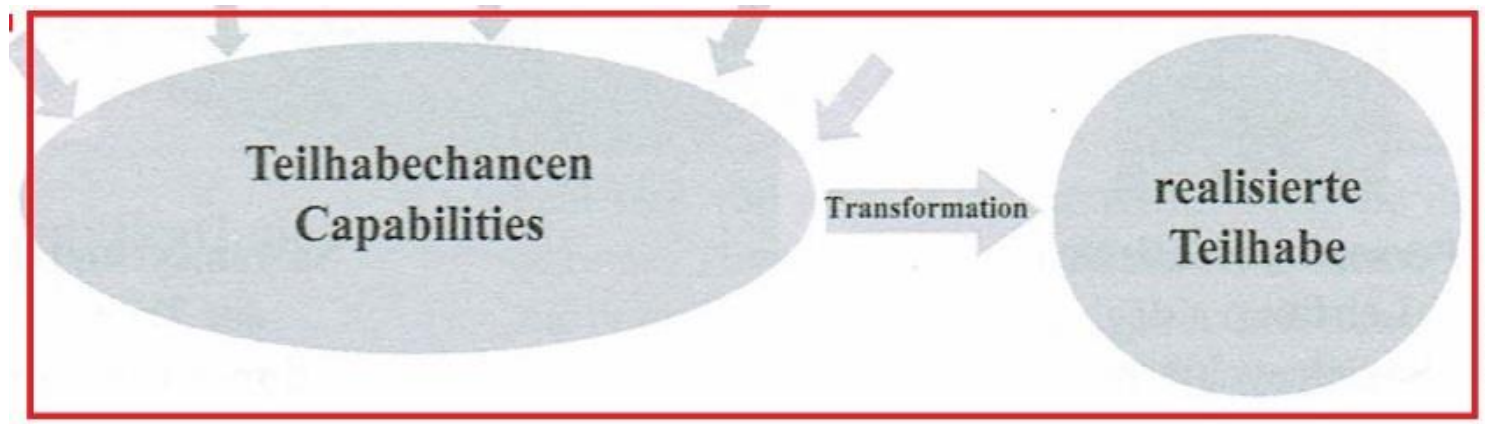 Teilhabechancen
Capabilities
Transformation
realisierte
Teilhabe